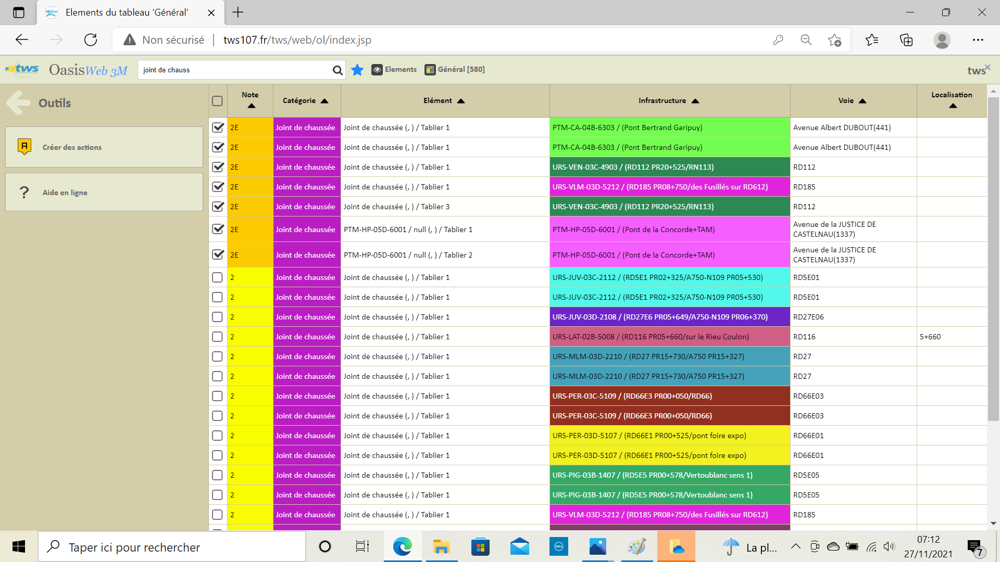 Elements du tableau 'Général'
Non sécurisé
tws107.fr/tws/web/ol/index.jsp
tws OasisWeb 3M
joint de chauss
Elements
Général [580]
tws
Outils
Créer des actions
Aide en ligne
Note Catégorie Elément Infrastructure Voie Localisation
2E Joint de chaussée Joint de chaussée (, ) / Tablier 1 PTM-CA-04B-6303 / (Pont Bertrand Garipuy) Avenue Albert DUBOUT(441)
2E Joint de chaussée Joint de chaussée (, ) / Tablier 1 PTM-CA-04B-6303 / (Pont Bertrand Garipuy) Avenue Albert DUBOUT(441)
2E Joint de chaussée Joint de chaussée (, ) / Tablier 1 URS-VEN-03C-4903 / (RD112 PR20+525/RN113) RD112
2E Joint de chaussée Joint de chaussée (, ) / Tablier 1 URS-VLM-03D-5212 / (RD185 PR08+750/des Fusillés sur RD612) RD185
2E Joint de chaussée Joint de chaussée (, ) / Tablier 3 URS-VEN-03C-4903 / (RD112 PR20+525/RN113) RD112
2E Joint de chaussée PTM-HP-05D-6001 / null (, ) / Tablier 1 PTM-HP-05D-6001 / (Pont de la Concorde+TAM) Avenue de la JUSTICE DE
CASTELNAU(1337)
2E Joint de chaussée PTM-HP-05D-6001 / null (, ) / Tablier 2 PTM-HP-05D-6001 / (Pont de la Concorde+TAM) Avenue de la JUSTICE DE
CASTELNAU(1337)
2 Joint de chaussée Joint de chaussée (, ) / Tablier 1 URS-JUV-03C-2112 / (RD5E1 PR02+325/A750-N109 PR05+530) RD5E01
2 Joint de chaussée Joint de chaussée (, ) / Tablier 1 URS-JUV-03C-2112 / (RD5E1 PR02+325/A750-N109 PR05+530) RD5E01
2 Joint de chaussée Joint de chaussée (, ) / Tablier 1 URS-JUV-03D-2108 / (RD27E6 PR05+649/A750-N109 PR06+370) RD27E06
2 Joint de chaussée Joint de chaussée (, ) / Tablier 1 URS-LAT-02B-5008 / (RD116 PR05+660/sur le Rieu Coulon) RD116 5+660
2 Joint de chaussée Joint de chaussée (, ) / Tablier 1 URS-MLM-03D-2210 / (RD27 PR15+730/A750 PR15+327) RD27
2 Joint de chaussée Joint de chaussée (, ) / Tablier 1 URS-MLM-03D-2210 / (RD27 PR15+730/A750 PR15+327) RD27
2 Joint de chaussée Joint de chaussée (, ) / Tablier 1 URS-PER-03C-5109 / (RD66E3 PR00+050/RD66) RD66E03
2 Joint de chaussée Joint de chaussée (, ) / Tablier 1 URS-PER-03C-5109 / (RD66E3 PR00+050/RD66) RD66E03
2 Joint de chaussée Joint de chaussée (, ) / Tablier 1 URS-PER-03D-5107 / (RD66E1 PR00+525/pont foire expo) RD66E01
2 Joint de chaussée Joint de chaussée (, ) / Tablier 1 URS-PER-03D-5107 / (RD66E1 PR00+525/pont foire expo) RD66E01
2 Joint de chaussée Joint de chaussée (, ) / Tablier 1 URS-PIG-03B-1407 / (RD5E5 PR00+578/Vertoublanc sens 1) RD5E05
2 Joint de chaussée Joint de chaussée (, ) / Tablier 1 URS-PIG-03B-1407 / (RD5E5 PR00+578/Vertoublanc sens 1) RD5E05
2 Joint de chaussée Joint de chaussée (, ) / Tablier 1 URS-VLM-03D-5212 / (RD185 PR08+750/des Fusillés sur RD612) RD185
Taper ici pour rechercher
DELL
La pl...
07:12
27/11/2021
7